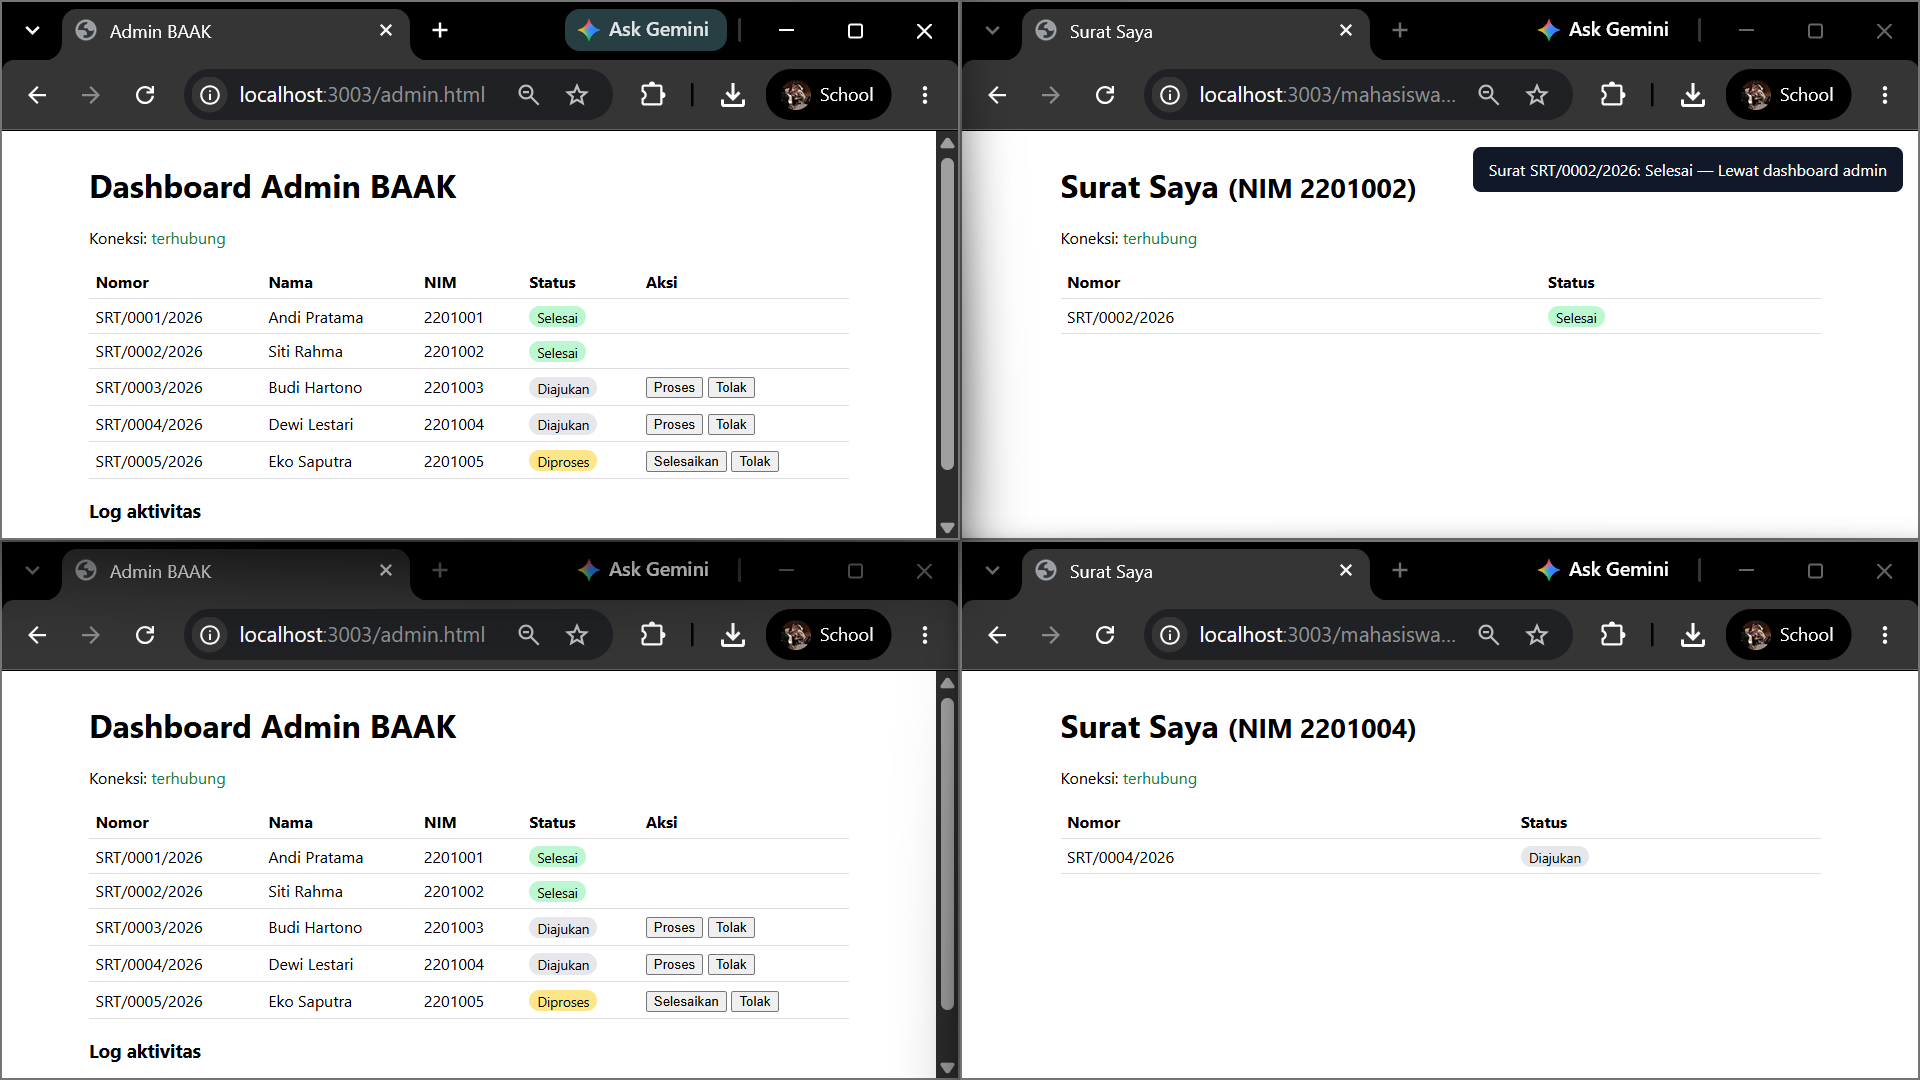 Admin BAAK
Ask Gemini
localhost:3003/admin.html
School
Dashboard Admin BAAK
Koneksi: terhubung
Nomor Nama NIM Status Aksi
SRT/0001/2026 Andi Pratama 2201001 Selesai
SRT/0002/2026 Siti Rahma 2201002 Selesai
SRT/0003/2026 Budi Hartono 2201003 Diajukan Proses Tolak
SRT/0004/2026 Dewi Lestari 2201004 Diajukan Proses Tolak
SRT/0005/2026 Eko Saputra 2201005 Diproses Selesaikan Tolak
Log aktivitas
Surat Saya
Ask Gemini
localhost:3003/mahasiswa...
School
Surat SRT/0002/2026: Selesai — Lewat dashboard admin
Surat Saya (NIM 2201002)
Koneksi: terhubung
Nomor Status
SRT/0002/2026 Selesai
Admin BAAK
Ask Gemini
localhost:3003/admin.html
School
Dashboard Admin BAAK
Koneksi: terhubung
Nomor Nama NIM Status Aksi
SRT/0001/2026 Andi Pratama 2201001 Selesai
SRT/0002/2026 Siti Rahma 2201002 Selesai
SRT/0003/2026 Budi Hartono 2201003 Diajukan Proses Tolak
SRT/0004/2026 Dewi Lestari 2201004 Diajukan Proses Tolak
SRT/0005/2026 Eko Saputra 2201005 Diproses Selesaikan Tolak
Log aktivitas
Surat Saya
Ask Gemini
localhost:3003/mahasiswa...
School
Surat Saya (NIM 2201004)
Koneksi: terhubung
Nomor Status
SRT/0004/2026 Diajukan